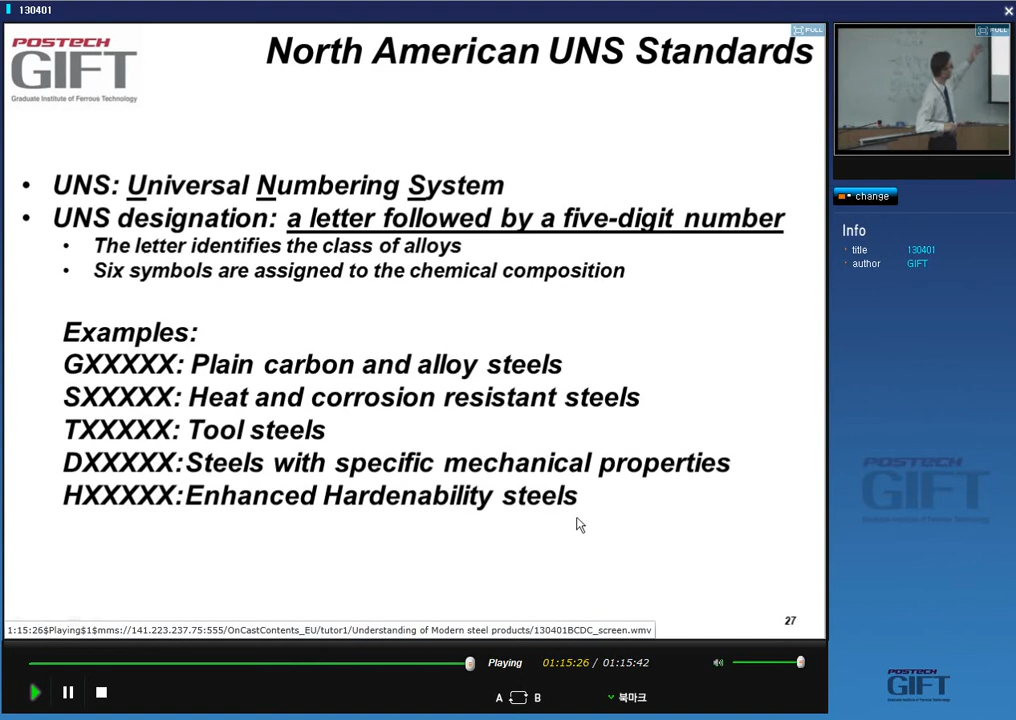 130401
POSTECH
GIFT
Graduate Institute of Ferrous Technology
North American UNS Standards
FULL
• UNS: Universal Numbering System
• UNS designation: a letter followed by a five-digit number
• The letter identifies the class of alloys
• Six symbols are assigned to the chemical composition
Examples:
GXXXXX: Plain carbon and alloy steels
SXXXXX: Heat and corrosion resistant steels
TXXXXX: Tool steels
DXXXXX:Steels with specific mechanical properties
HXXXXX:Enhanced Hardenability steels
27
1:15:26$Playing$1$mms://141.223.237.75:555/OnCastContents_EU/tutor1/Understanding of Modern steel products/130401BCDC_screen.wmv
FULL
change
Info
title 130401
author GIFT
POSTECH
GIFT
Playing 01:15:26 / 01:15:42
A B 북마크
POSTECH
GIFT